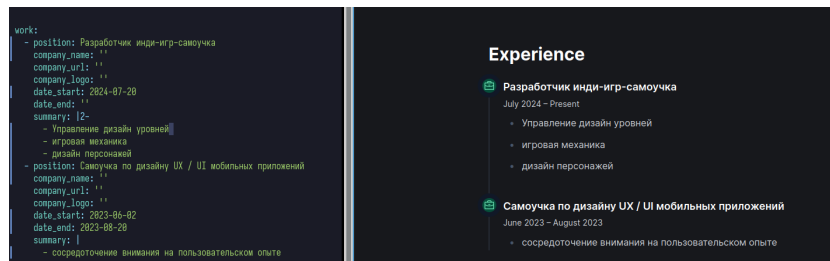 work:
- position: Разработчик инди-игр-самоучка
company_name: ''
company_url: ''
company_logo: ''
date_start: 2024-07-20
date_end: ''
summary: |2-
- Управление дизайн уровней
- игровая механика
- дизайн персонажей
- position: Самоучка по дизайну UX / UI мобильных приложений
company_name: ''
company_url: ''
company_logo: ''
date_start: 2023-06-02
date_end: 2023-08-20
summary: |
- сосредоточение внимания на пользовательском опыте
Experience
Разработчик инди-игр-самоучка
July 2024 – Present
Управление дизайн уровней
игровая механика
дизайн персонажей
Самоучка по дизайну UX / UI мобильных приложений
June 2023 – August 2023
сосредоточение внимания на пользовательском опыте